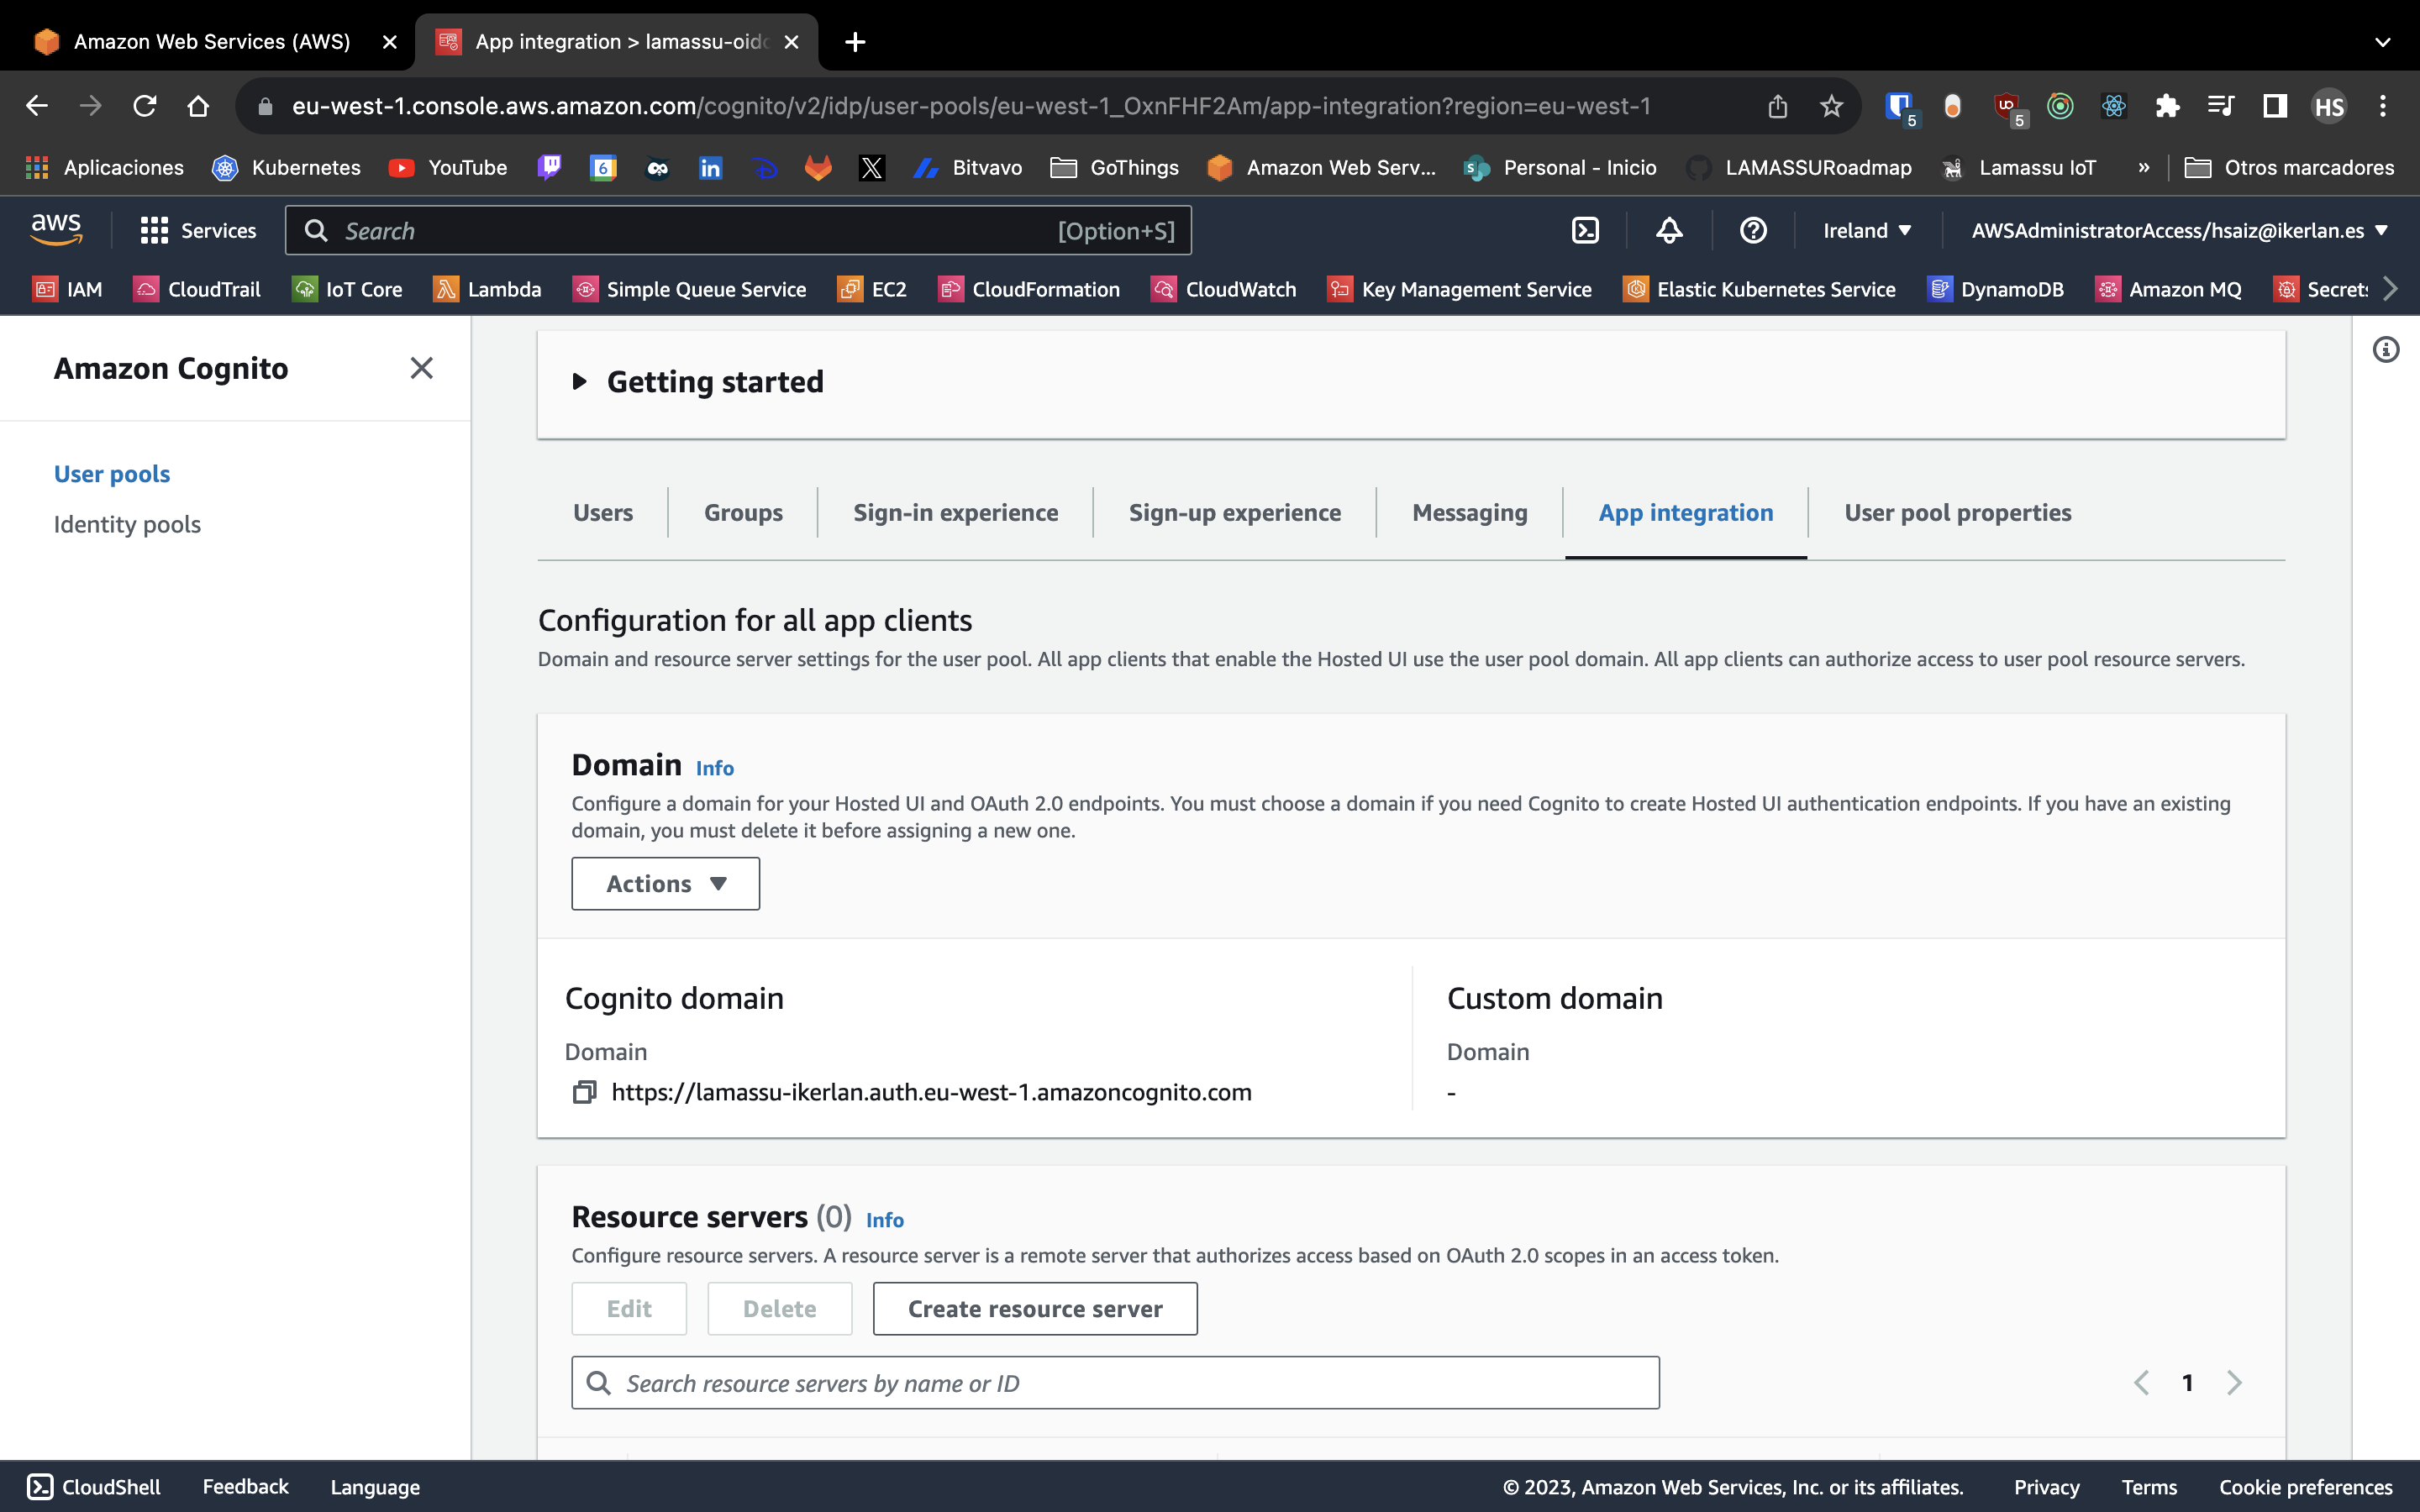 Amazon Web Services (AWS)
App integration > lamassu-oid
eu-west-1.console.aws.amazon.com/cognito/v2/idp/user-pools/eu-west-1_OxnFHF2Am/app-integration?region=eu-west-1
5
5
HS
Aplicaciones
Kubernetes
YouTube
6
Bitvavo
GoThings
Amazon Web Serv...
Personal - Inicio
LAMASSURoadmap
Lamassu IoT
»
Otros marcadores
aws
Services
Search
[Option+S]
Ireland
AWSAdministratorAccess/hsaiz@ikerlan.es
IAM
CloudTrail
IoT Core
Lambda
Simple Queue Service
EC2
CloudFormation
CloudWatch
Key Management Service
Elastic Kubernetes Service
DynamoDB
Amazon MQ
Secrets
Amazon Cognito
User pools
Identity pools
Getting started
Users
Groups
Sign-in experience
Sign-up experience
Messaging
App integration
User pool properties
Configuration for all app clients
Domain and resource server settings for the user pool. All app clients that enable the Hosted UI use the user pool domain. All app clients can authorize access to user pool resource servers.
Domain Info
Configure a domain for your Hosted UI and OAuth 2.0 endpoints. You must choose a domain if you need Cognito to create Hosted UI authentication endpoints. If you have an existing
domain, you must delete it before assigning a new one.
Actions
Cognito domain
Domain
https://lamassu-ikerlan.auth.eu-west-1.amazoncognito.com
Custom domain
Domain
-
Resource servers (0) Info
Configure resource servers. A resource server is a remote server that authorizes access based on OAuth 2.0 scopes in an access token.
Edit
Delete
Create resource server
Search resource servers by name or ID
1
CloudShell
Feedback
Language
© 2023, Amazon Web Services, Inc. or its affiliates.
Privacy
Terms
Cookie preferences